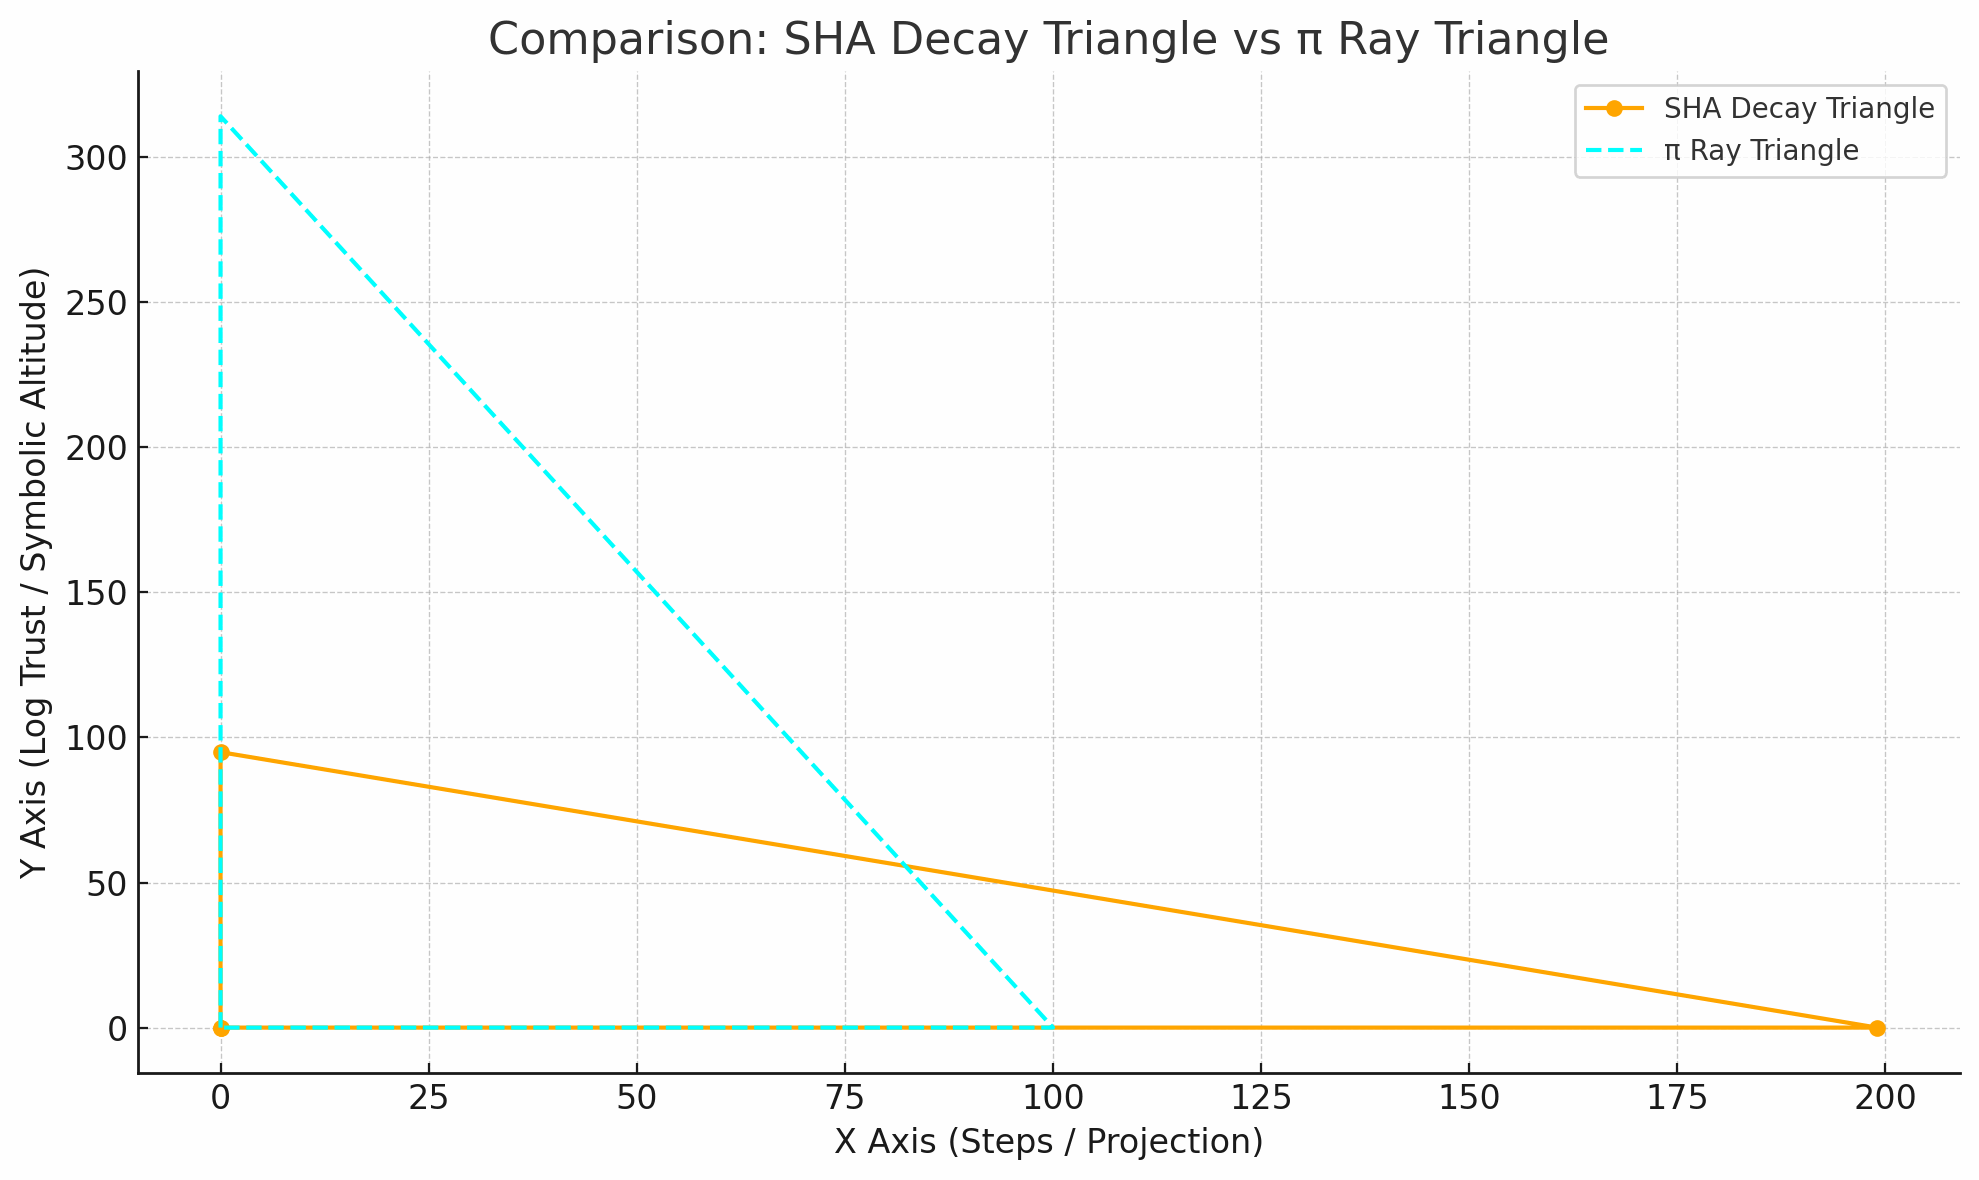 Comparison: SHA Decay Triangle vs π Ray Triangle
SHA Decay Triangle
π Ray Triangle
Y Axis (Log Trust / Symbolic Altitude)
300
250
200
150
100
50
0
0 25 50 75 100 125 150 175 200
X Axis (Steps / Projection)